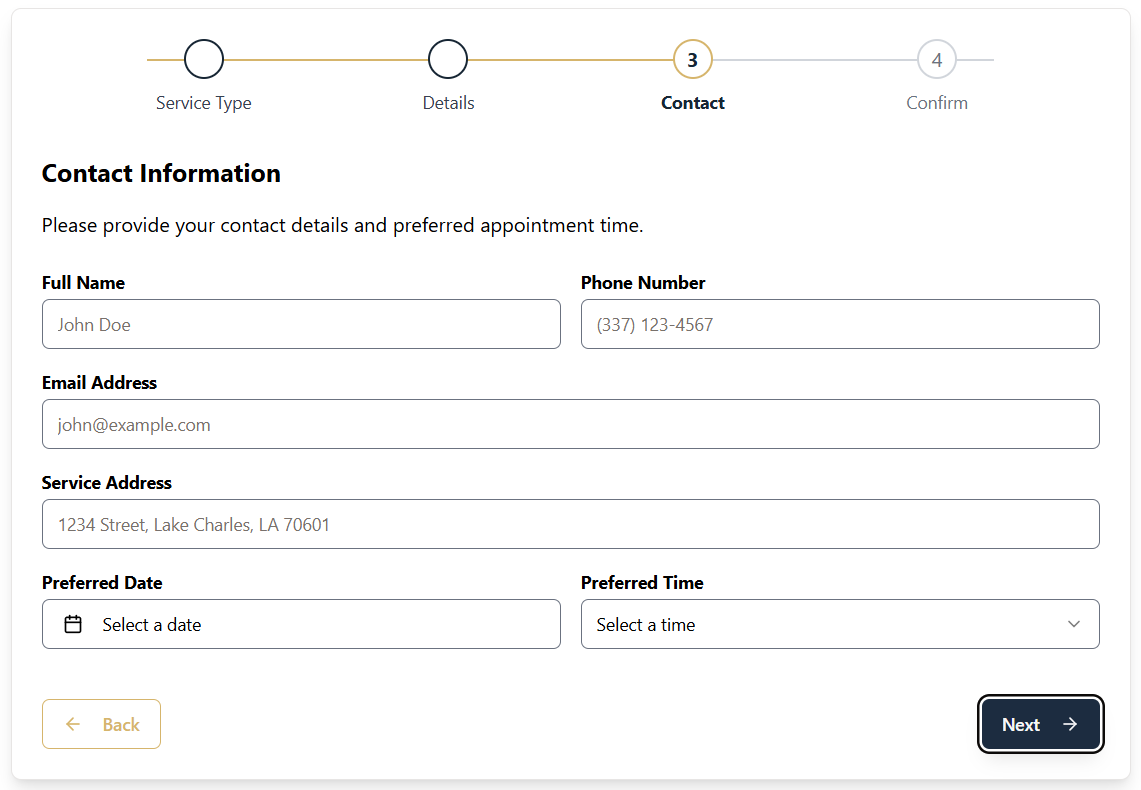 3
4
Service Type
Details
Contact
Confirm
Contact Information
Please provide your contact details and preferred appointment time.
Full Name
Phone Number
John Doe
(337) 123-4567
Email Address
john@example.com
Service Address
1234 Street, Lake Charles, LA 70601
Preferred Date
Preferred Time
Select a date
Select a time
Back
Next